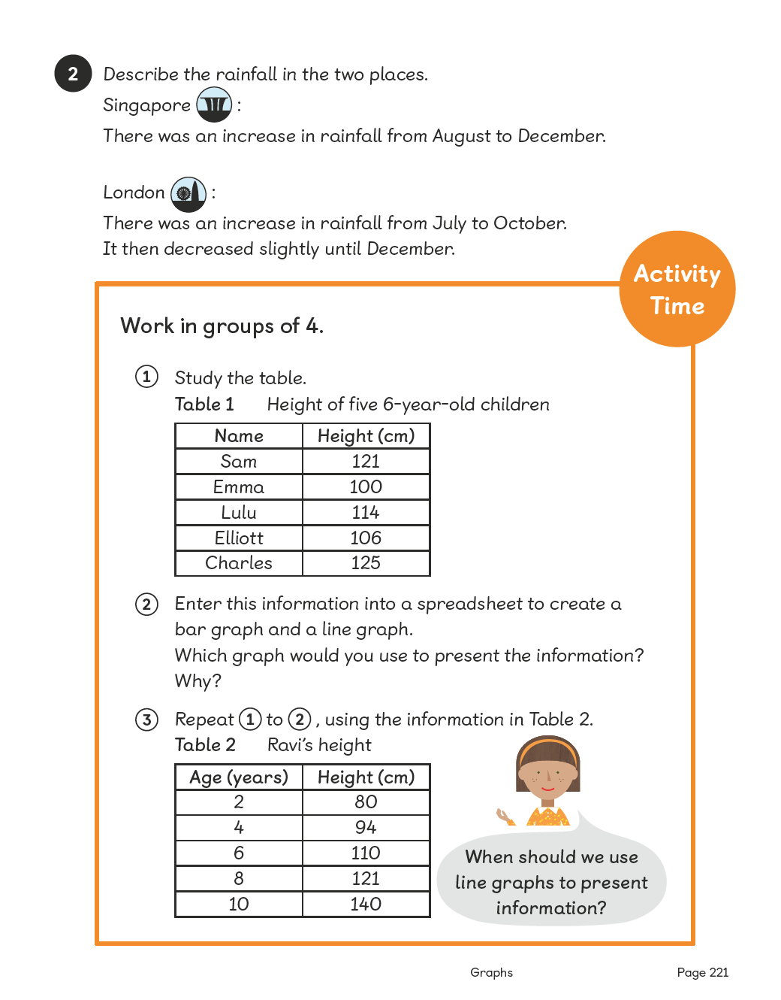 2 Describe the rainfall in the two places.
Singapore :
There was an increase in rainfall from August to December.
London :
There was an increase in rainfall from July to October.
It then decreased slightly until December.
Activity
Time
Work in groups of 4.
1 Study the table.
Table 1 Height of five 6-year-old children
Name Height (cm)
Sam 121
Emma 100
Lulu 114
Elliott 106
Charles 125
2 Enter this information into a spreadsheet to create a
bar graph and a line graph.
Which graph would you use to present the information?
Why?
3 Repeat 1 to 2 , using the information in Table 2.
Table 2 Ravi's height
Age (years) Height (cm)
2 80
4 94
6 110
8 121
10 140
When should we use
line graphs to present
information?
Graphs Page 221